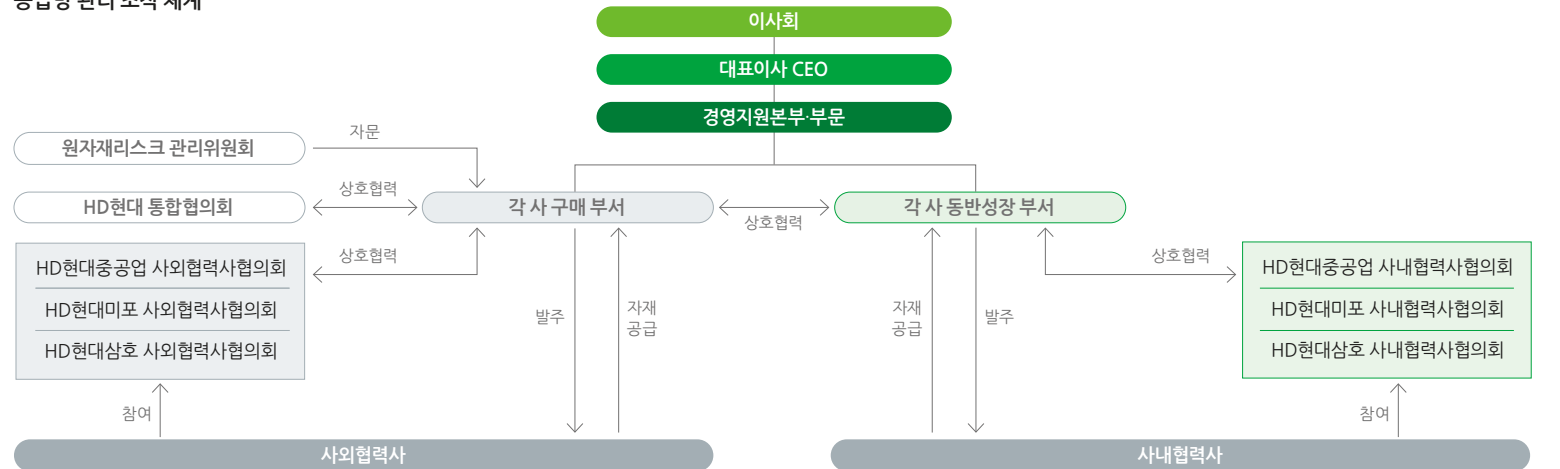 공급망 관리 조직 체계
이사회
대표이사 CEO
경영지원본부·부문
원자재리스크 관리위원회
자문
HD현대 통합협의회
상호협력
각 사 구매 부서
상호협력
각 사 동반성장 부서
상호협력
상호협력
HD현대중공업 사외협력사협의회
HD현대미포 사외협력사협의회
HD현대삼호 사외협력사협의회
발주
자재
공급
자재
공급
발주
HD현대중공업 사내협력사협의회
HD현대미포 사내협력사협의회
HD현대삼호 사내협력사협의회
참여
참여
사외협력사
사내협력사